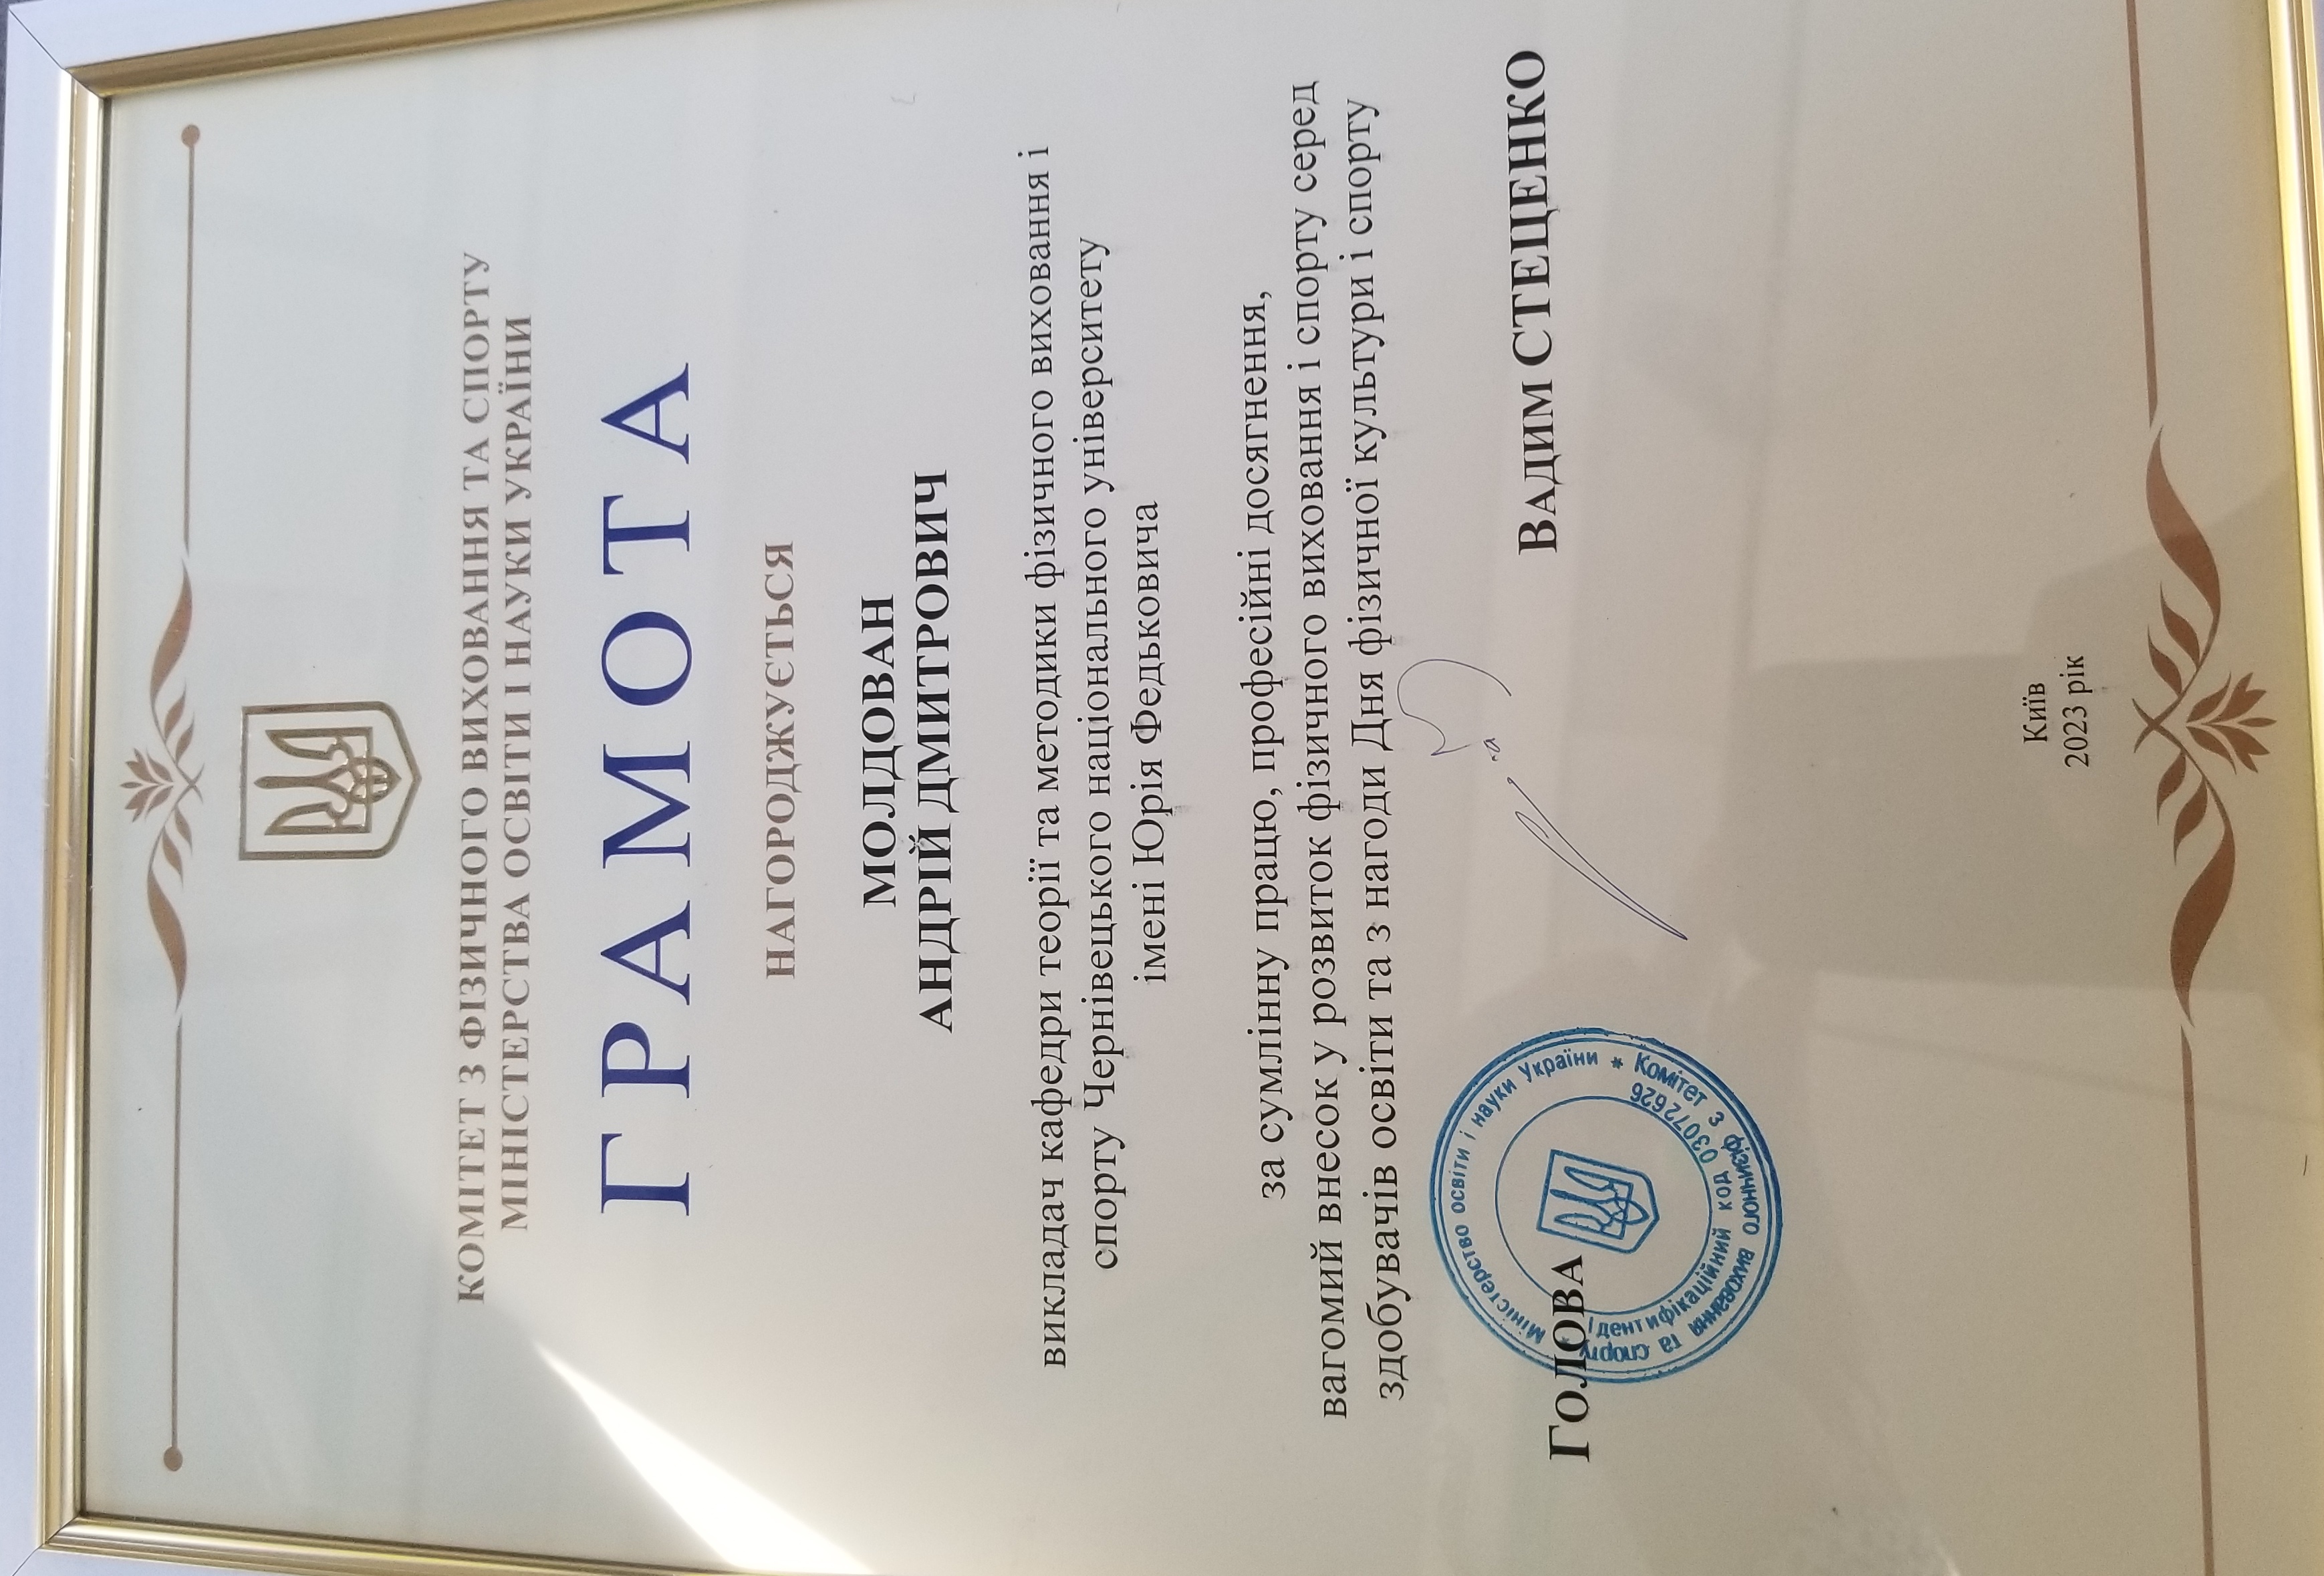 КОМІТЕТ З ФІЗИЧНОГО ВИХОВАННЯ ТА СПОРТУ
МІНІСТЕРСТВА ОСВІТИ І НАУКИ УКРАЇНИ
ГРАМОТА
НАГОРОДЖУЄТЬСЯ
МОЛДОВАН
АНДРІЙ ДМИТРОВИЧ
викладач кафедри теорії та методики фізичного виховання і
спорту Чернівецького національного університету
імені Юрія Федьковича
за сумлінну працю, професійні досягнення,
вагомий внесок у розвиток фізичного виховання і спорту серед
здобувачів освіти та з нагоди Дня фізичної культури і спорту
ГОЛОВА
ВАДИМ СТЕЦЕНКО
Міністерство освіти і науки України * Комітет з фізичного виховання та спорту *
Ідентифікаційний код 03072626
Київ
2023 рік